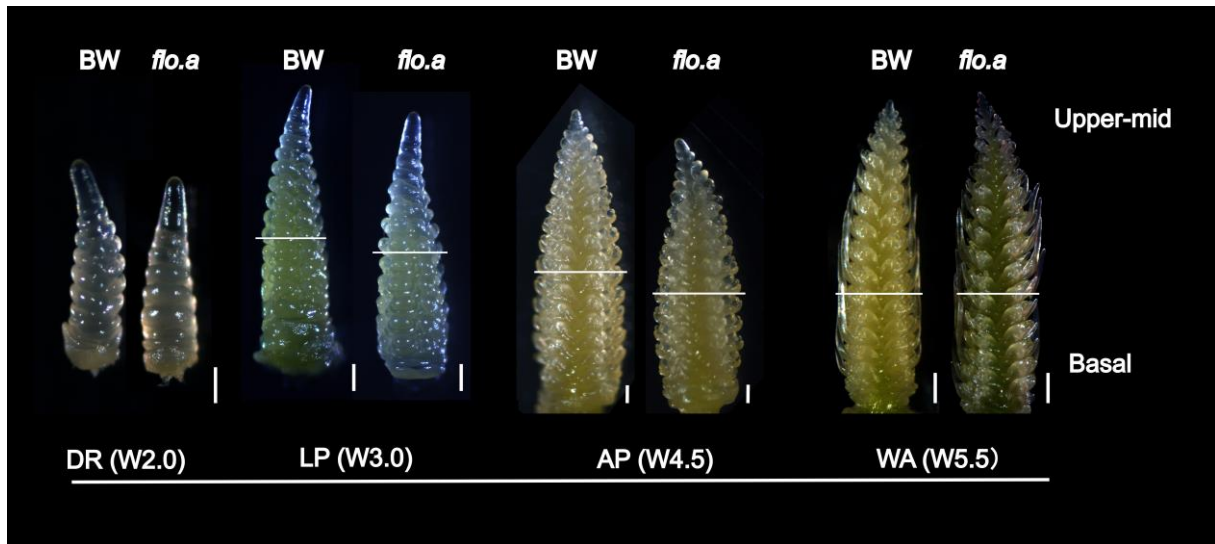 BW flo.a BW flo.a BW flo.a BW flo.a
Upper-mid
Basal
DR (W2.0) LP (W3.0) AP (W4.5) WA (W5.5）